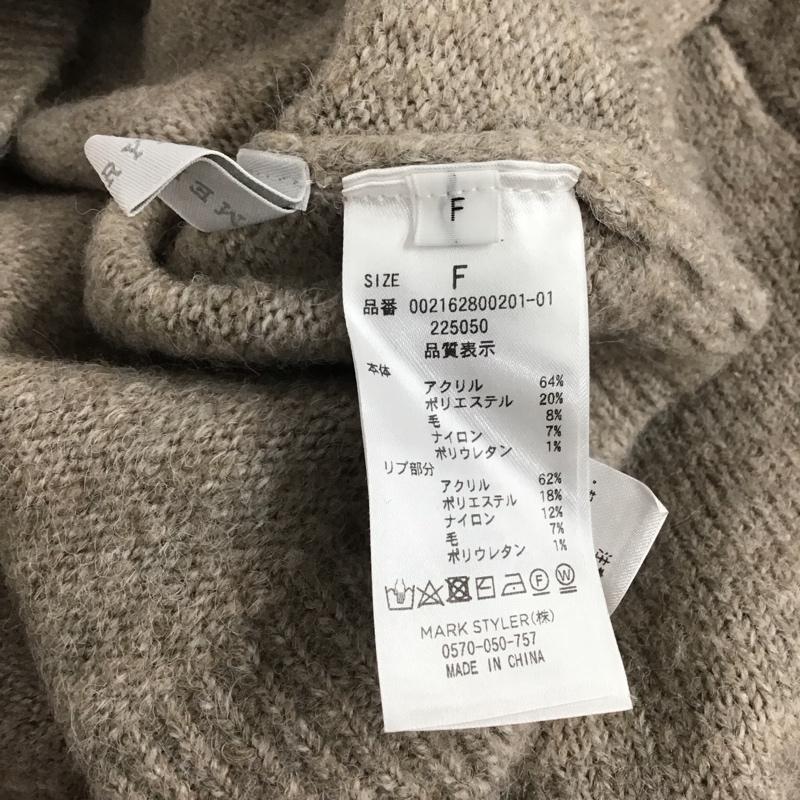 F
SIZE F
品番 002162800201-01
225050
品質表示
本体
アクリル 64%
ポリエステル 20%
毛 8%
ナイロン 7%
ポリウレタン 1%
リブ部分
アクリル 62%
ポリエステル 18%
ナイロン 12%
毛 7%
ポリウレタン 1%
F W
MARK STYLER(株)
0570-050-757
MADE IN CHINA